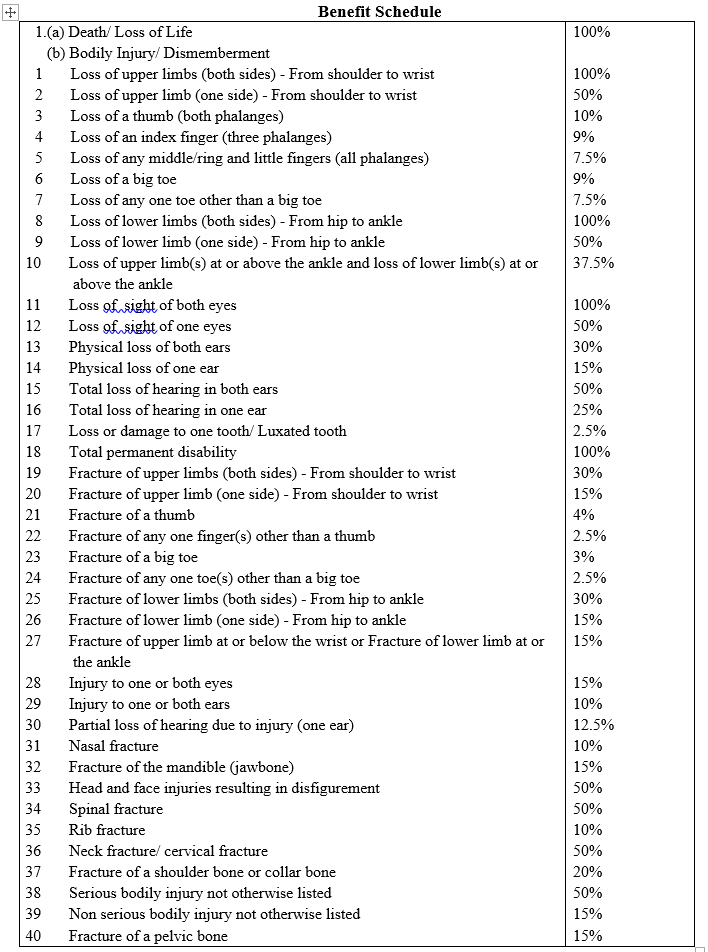 Benefit Schedule
1.(a) Death/ Loss of Life 100%
(b) Bodily Injury/ Dismemberment
1 Loss of upper limbs (both sides) - From shoulder to wrist 100%
2 Loss of upper limb (one side) - From shoulder to wrist 50%
3 Loss of a thumb (both phalanges) 10%
4 Loss of an index finger (three phalanges) 9%
5 Loss of any middle/ring and little fingers (all phalanges) 7.5%
6 Loss of a big toe 9%
7 Loss of any one toe other than a big toe 7.5%
8 Loss of lower limbs (both sides) - From hip to ankle 100%
9 Loss of lower limb (one side) - From hip to ankle 50%
10 Loss of upper limb(s) at or above the ankle and loss of lower limb(s) at or 37.5%
above the ankle
11 Loss of sight of both eyes 100%
12 Loss of sight of one eyes 50%
13 Physical loss of both ears 30%
14 Physical loss of one ear 15%
15 Total loss of hearing in both ears 50%
16 Total loss of hearing in one ear 25%
17 Loss or damage to one tooth/ Luxated tooth 2.5%
18 Total permanent disability 100%
19 Fracture of upper limbs (both sides) - From shoulder to wrist 30%
20 Fracture of upper limb (one side) - From shoulder to wrist 15%
21 Fracture of a thumb 4%
22 Fracture of any one finger(s) other than a thumb 2.5%
23 Fracture of a big toe 3%
24 Fracture of any one toe(s) other than a big toe 2.5%
25 Fracture of lower limbs (both sides) - From hip to ankle 30%
26 Fracture of lower limb (one side) - From hip to ankle 15%
27 Fracture of upper limb at or below the wrist or Fracture of lower limb at or 15%
the ankle
28 Injury to one or both eyes 15%
29 Injury to one or both ears 10%
30 Partial loss of hearing due to injury (one ear) 12.5%
31 Nasal fracture 10%
32 Fracture of the mandible (jawbone) 15%
33 Head and face injuries resulting in disfigurement 50%
34 Spinal fracture 50%
35 Rib fracture 10%
36 Neck fracture/ cervical fracture 50%
37 Fracture of a shoulder bone or collar bone 20%
38 Serious bodily injury not otherwise listed 50%
39 Non serious bodily injury not otherwise listed 15%
40 Fracture of a pelvic bone 15%